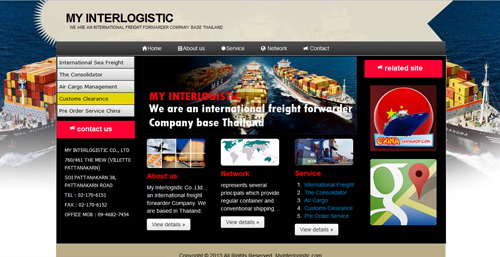 MY INTERLOGISTIC
WE ARE AN INTERNATIONAL FREIGHT FORWARDER COMPANY BASE THAILAND
Home
About us
Service
Network
Contact
International Sea Freight
The Consolidator
Air Cargo Management
Customs Clearance
Pre Order Service China
contact us
MY INTERLOGISTIC CO., LTD
760/461 THE MEW (VILLETTE
PATTANAKARN)
SOI PATTANAKARN 38,
PATTANAKARN ROAD
TEL : 02-170-6151
FAX : 02-170-6152
OFFICE MOB : 09-4682-7454
MY INTERLOGISTIC
We are an international freight forwarder
Company base Thailand
About us
My Interlogistic Co.,Ltd...
an international freight
forwarder Company. We
are based in Thailand.
View details »
Network
represents several
principals which provide
regular container and
conventional shipping....
View details »
Service
1. International Freight
2. The Consolidator
3. Air Cargo
4. Customs Clearance
5. Pre Order Service
View details »
related site
CHINA
g
Copyright © 2013 All Rights Reserved. Myinterlogistic.com